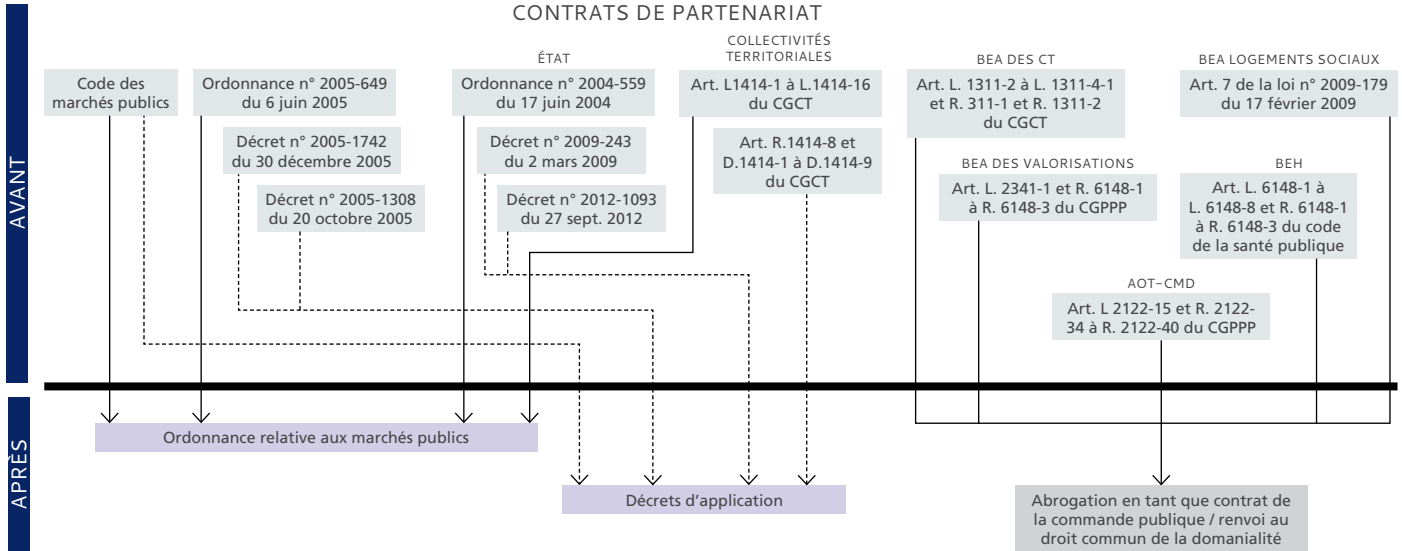 CONTRATS DE PARTENARIAT
AVANT
Code des
marchés publics
Ordonnance n° 2005-649
du 6 juin 2005
Décret n° 2005-1742
du 30 décembre 2005
Décret n° 2005-1308
du 20 octobre 2005
ÉTAT
Ordonnance n° 2004-559
du 17 juin 2004
Décret n° 2009-243
du 2 mars 2009
Décret n° 2012-1093
du 27 sept. 2012
COLLECTIVITÉS
TERRITORIALES
Art. L1414-1 à L.1414-16
du CGCT
Art. R.1414-8 et
D.1414-1 à D.1414-9
du CGCT
BEA DES CT
Art. L. 1311-2 à L. 1311-4-1
et R. 311-1 et R. 1311-2
du CGCT
BEA DES VALORISATIONS
Art. L. 2341-1 et R. 6148-1
à R. 6148-3 du CGPPP
BEA LOGEMENTS SOCIAUX
Art. 7 de la loi n° 2009-179
du 17 février 2009
BEH
Art. L. 6148-1 à
L. 6148-8 et R. 6148-1
à R. 6148-3 du code
de la santé publique
AOT-CMD
Art. L 2122-15 et R. 2122-
34 à R. 2122-40 du CGPPP
APRÈS
Ordonnance relative aux marchés publics
Décrets d'application
Abrogation en tant que contrat de
la commande publique / renvoi au
droit commun de la domanialité